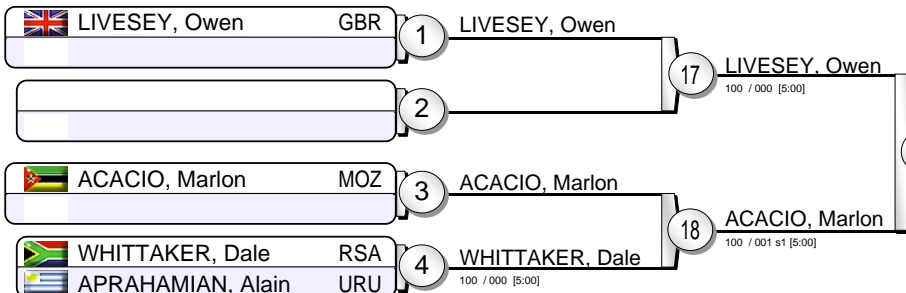 LIVESEY, Owen GBR
1
LIVESEY, Owen
2
17
LIVESEY, Owen
100 / 000 [5:00]
ACACIO, Marlon MOZ
3
ACACIO, Marlon
WHITTAKER, Dale RSA
APRAHAMIAN, Alain URU
4
WHITTAKER, Dale
100 / 000 [5:00]
18
ACACIO, Marlon
100 / 001 s1 [5:00]